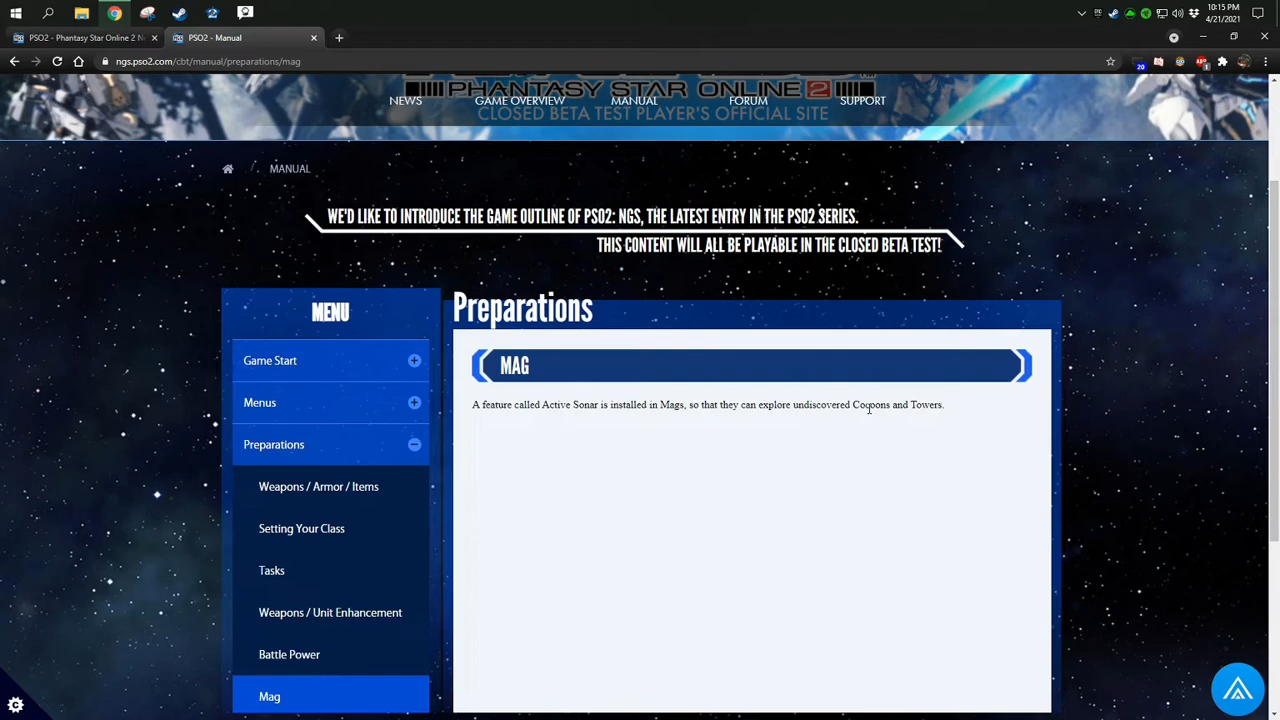 10:15 PM
4/21/2021
PSO2 - Phantasy Star Online 2 N
PSO2 - Manual
ngs.pso2.com/cbt/manual/preparations/mag
20
1
PHANTASY STAR ONLINE 2
NEWS
GAME OVERVIEW
MANUAL
FORUM
SUPPORT
CLOSED BETA TEST PLAYER'S OFFICIAL SITE
/ MANUAL
WE'D LIKE TO INTRODUCE THE GAME OUTLINE OF PSO2: NGS, THE LATEST ENTRY IN THE PSO2 SERIES.
THIS CONTENT WILL ALL BE PLAYABLE IN THE CLOSED BETA TEST!
MENU
Game Start
Menus
Preparations
Weapons / Armor / Items
Setting Your Class
Tasks
Weapons / Unit Enhancement
Battle Power
Mag
Preparations
MAG
A feature called Active Sonar is installed in Mags, so that they can explore undiscovered Cocoons and Towers.